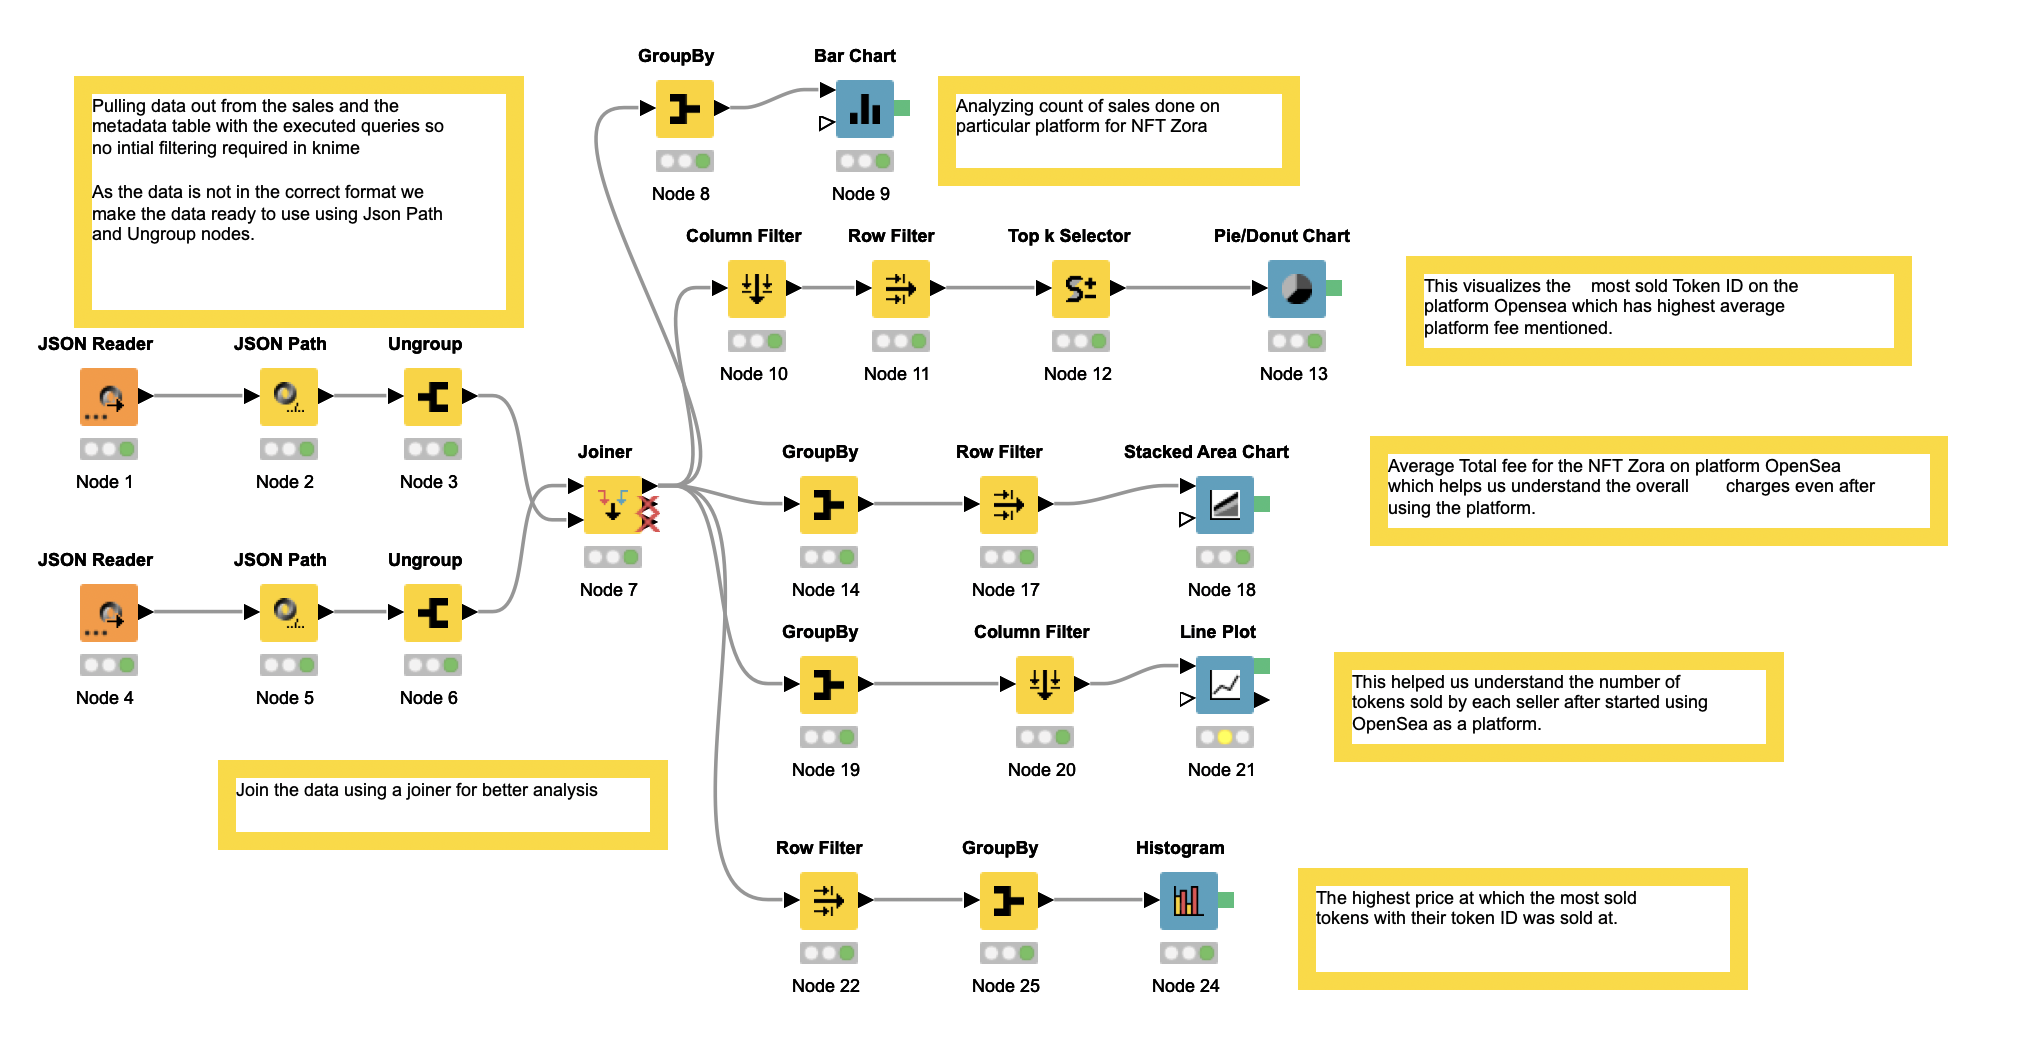 GroupBy
Bar Chart
Node 8
Node 9
Pulling data out from the sales and the
metadata table with the executed queries so
no intial filtering required in knime
As the data is not in the correct format we
make the data ready to use using Json Path
and Ungroup nodes.
Analyzing count of sales done on
particular platform for NFT Zora
Column Filter
Row Filter
Top k Selector
Pie/Donut Chart
Node 10
Node 11
Node 12
Node 13
This visualizes the most sold Token ID on the
platform Opensea which has highest average
platform fee mentioned.
JSON Reader
JSON Path
Ungroup
Node 1
Node 2
Node 3
Joiner
Node 7
GroupBy
Row Filter
Stacked Area Chart
Node 14
Node 17
Node 18
Average Total fee for the NFT Zora on platform OpenSea
which helps us understand the overall charges even after
using the platform.
JSON Reader
JSON Path
Ungroup
Node 4
Node 5
Node 6
GroupBy
Column Filter
Line Plot
Node 19
Node 20
Node 21
This helped us understand the number of
tokens sold by each seller after started using
OpenSea as a platform.
Join the data using a joiner for better analysis
Row Filter
GroupBy
Histogram
Node 22
Node 25
Node 24
The highest price at which the most sold
tokens with their token ID was sold at.